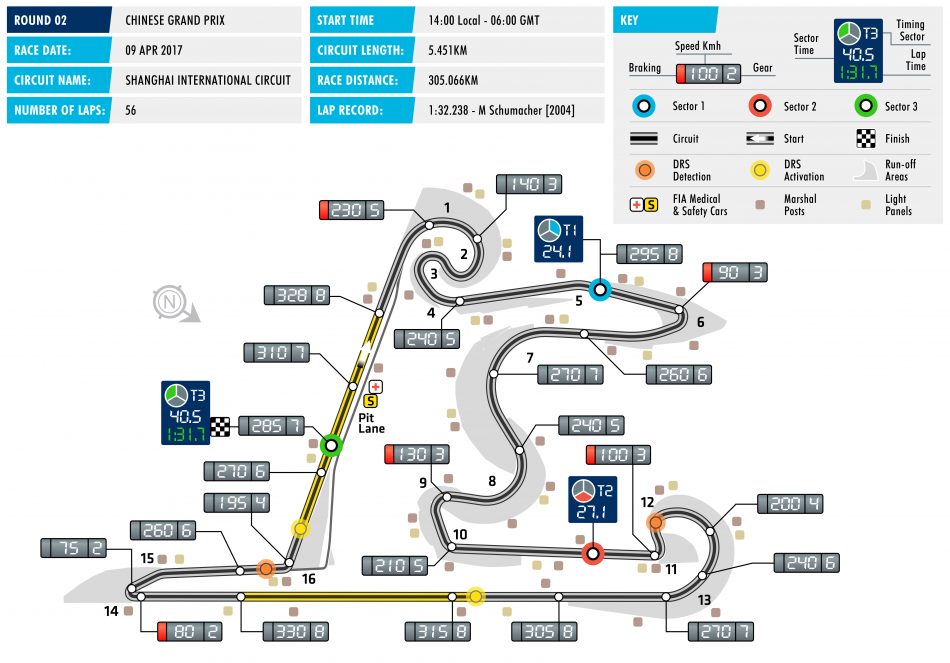 ROUND 02
CHINESE GRAND PRIX
RACE DATE:
09 APR 2017
CIRCUIT NAME:
SHANGHAI INTERNATIONAL CIRCUIT
NUMBER OF LAPS:
56
START TIME
14:00 Local - 06:00 GMT
CIRCUIT LENGTH:
5.451KM
RACE DISTANCE:
305.066KM
LAP RECORD:
1:32.238 - M Schumacher [2004]
KEY
Speed Kmh
Braking
100 2
Gear
Sector
Time
T3
40.5
1:31.7
Timing
Sector
Lap
Time
Sector 1
Sector 2
Sector 3
Circuit
Start
Finish
DRS
Detection
DRS
Activation
Run-off
Areas
S
FIA Medical
& Safety Cars
Marshal
Posts
Light
Panels
140 3
230 5
1
2
3
4
T1
24.1
295 8
90 3
5
6
N
328 8
240 5
310 7
7
270 7
260 6
S
Pit
Lane
T3
40.5
1:31.7
285 7
240 5
130 3
100 3
270 6
8
9
T2
27.1
12
195 4
200 4
260 6
10
75 2
15
210 5
11
240 6
16
14
13
80 2
330 8
315 8
305 8
270 7